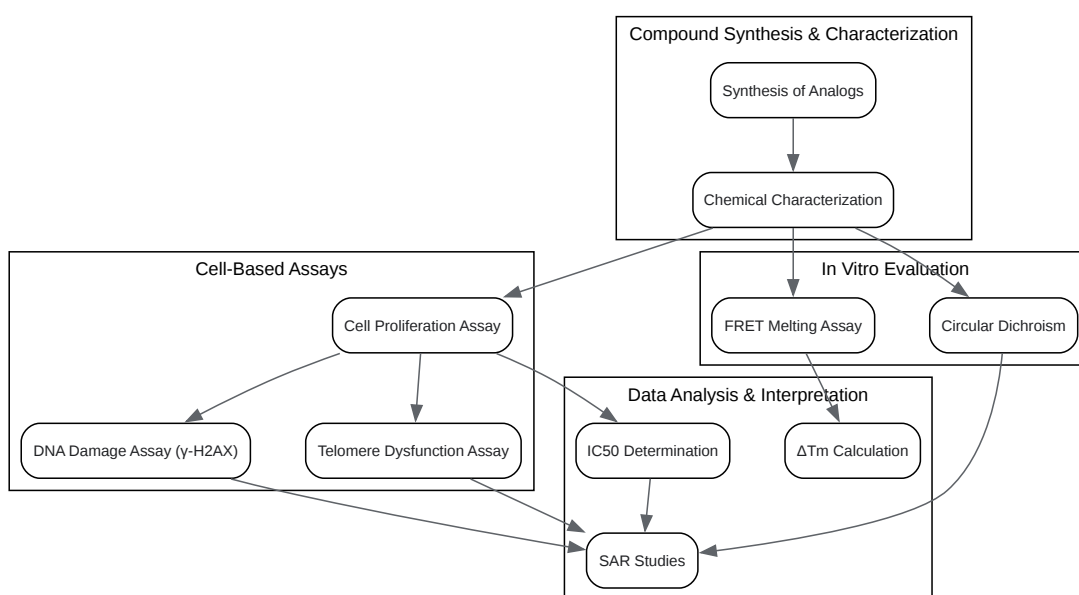 Compound Synthesis & Characterization
Synthesis of Analogs
Chemical Characterization
Cell-Based Assays
In Vitro Evaluation
Cell Proliferation Assay
FRET Melting Assay
Circular Dichroism
Data Analysis & Interpretation
DNA Damage Assay (γ-H2AX)
Telomere Dysfunction Assay
IC50 Determination
ΔTm Calculation
SAR Studies